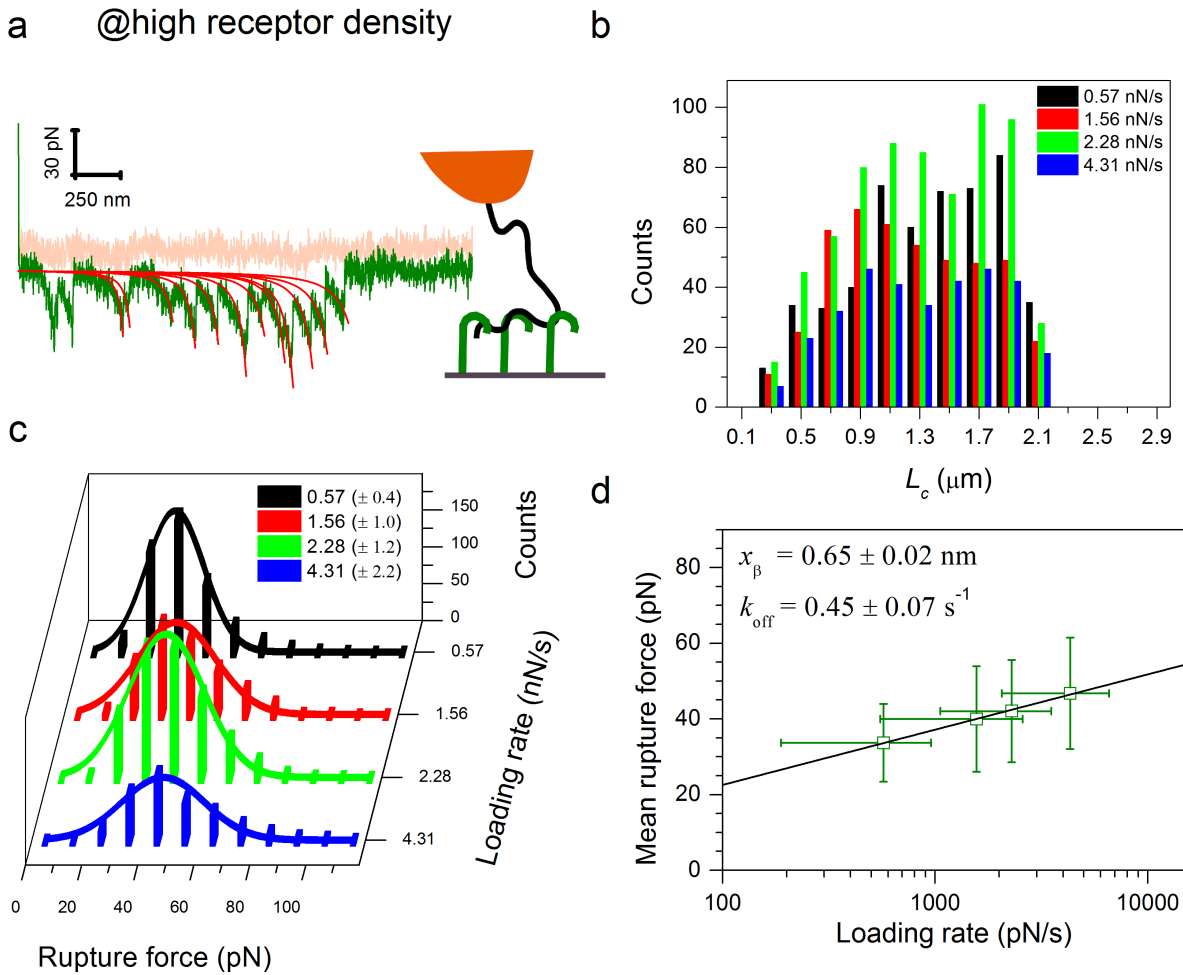 a @high receptor density
30 pN
250 nm
b
100
80
60
40
20
0
Counts
0.57 nN/s
1.56 nN/s
2.28 nN/s
4.31 nN/s
0.1 0.5 0.9 1.3 1.7 2.1 2.5 2.9
L_c (μm)
c
0.57 (± 0.4)
1.56 (± 1.0)
2.28 (± 1.2)
4.31 (± 2.2)
150
100
50
0
Counts
0.57
1.56
2.28
4.31
Loading rate (nN/s)
0 20 40 60 80 100
Rupture force (pN)
d
x_β = 0.65 ± 0.02 nm
k_off = 0.45 ± 0.07 s⁻¹
80
60
40
20
0
Mean rupture force (pN)
100 1000 10000
Loading rate (pN/s)